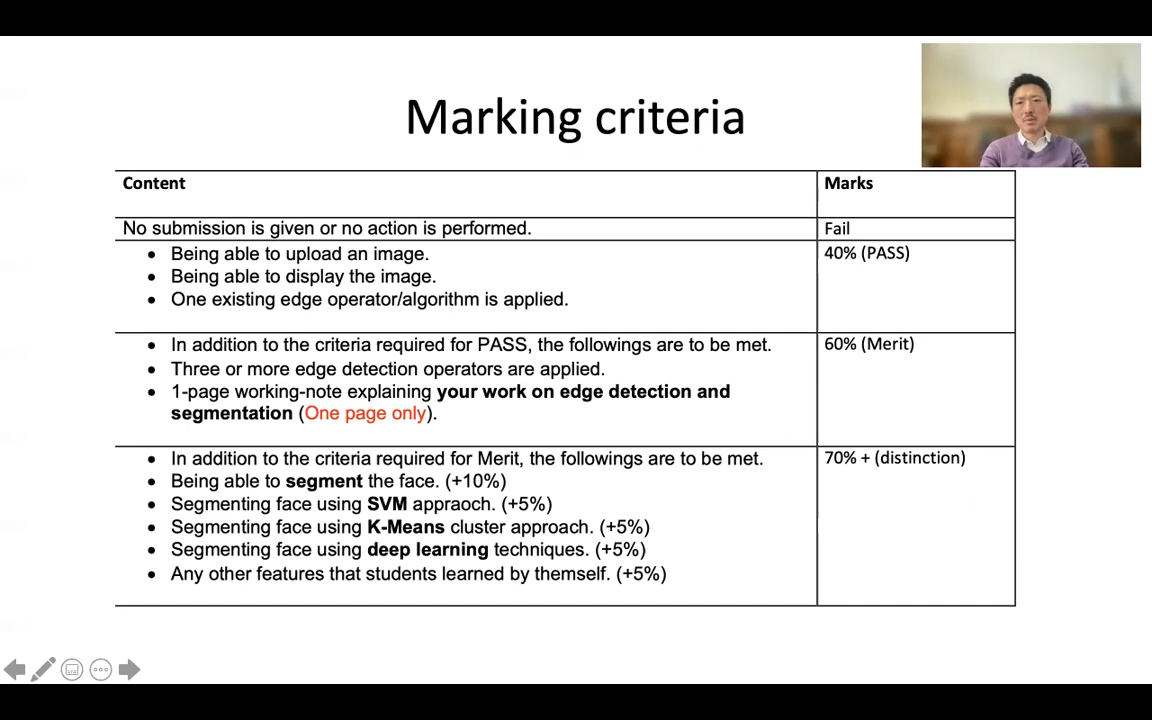 Marking criteria
Content
Marks
No submission is given or no action is performed.
Fail
• Being able to upload an image.
40% (PASS)
• Being able to display the image.
• One existing edge operator/algorithm is applied.
• In addition to the criteria required for PASS, the followings are to be met.
60% (Merit)
• Three or more edge detection operators are applied.
• 1-page working-note explaining your work on edge detection and
segmentation (One page only).
• In addition to the criteria required for Merit, the followings are to be met.
70% + (distinction)
• Being able to segment the face. (+10%)
• Segmenting face using SVM appraoch. (+5%)
• Segmenting face using K-Means cluster approach. (+5%)
• Segmenting face using deep learning techniques. (+5%)
• Any other features that students learned by themself. (+5%)